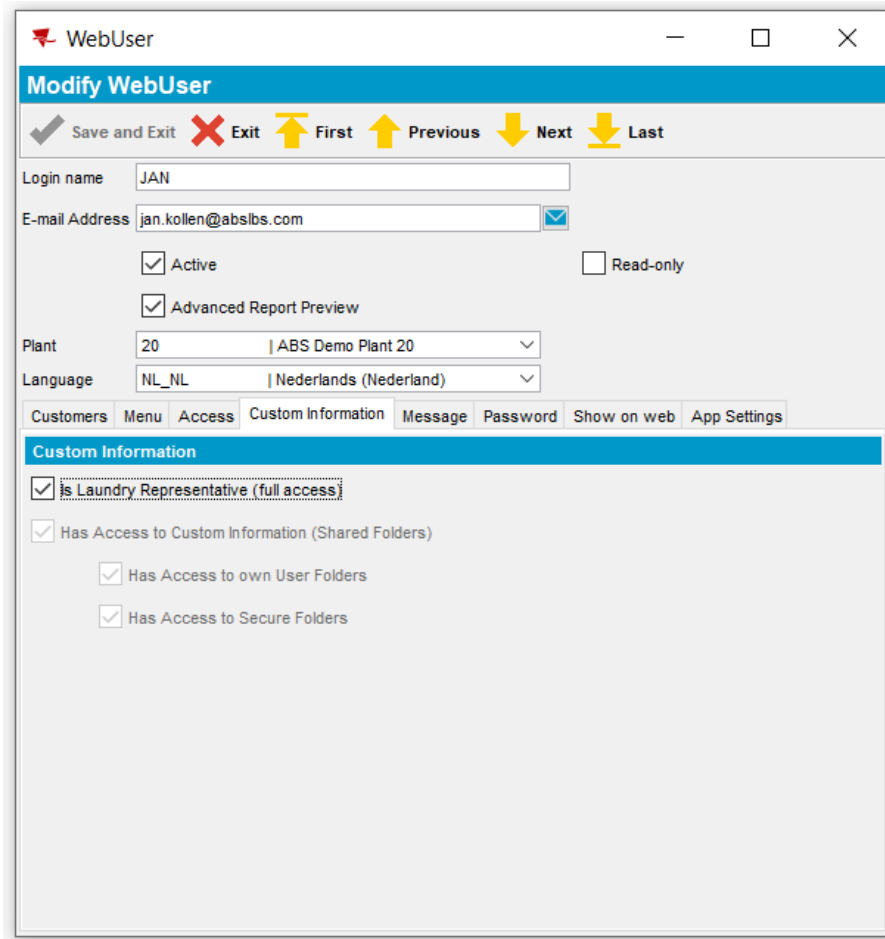 WebUser
Modify WebUser
Save and Exit Exit First Previous Next Last
Login name JAN
E-mail Address jan.kollen@abslbs.com
Active Read-only
Advanced Report Preview
Plant 20 | ABS Demo Plant 20
Language NL_NL | Nederlands (Nederland)
Customers Menu Access Custom Information Message Password Show on web App Settings
Custom Information
Is Laundry Representative (full access)
Has Access to Custom Information (Shared Folders)
Has Access to own User Folders
Has Access to Secure Folders